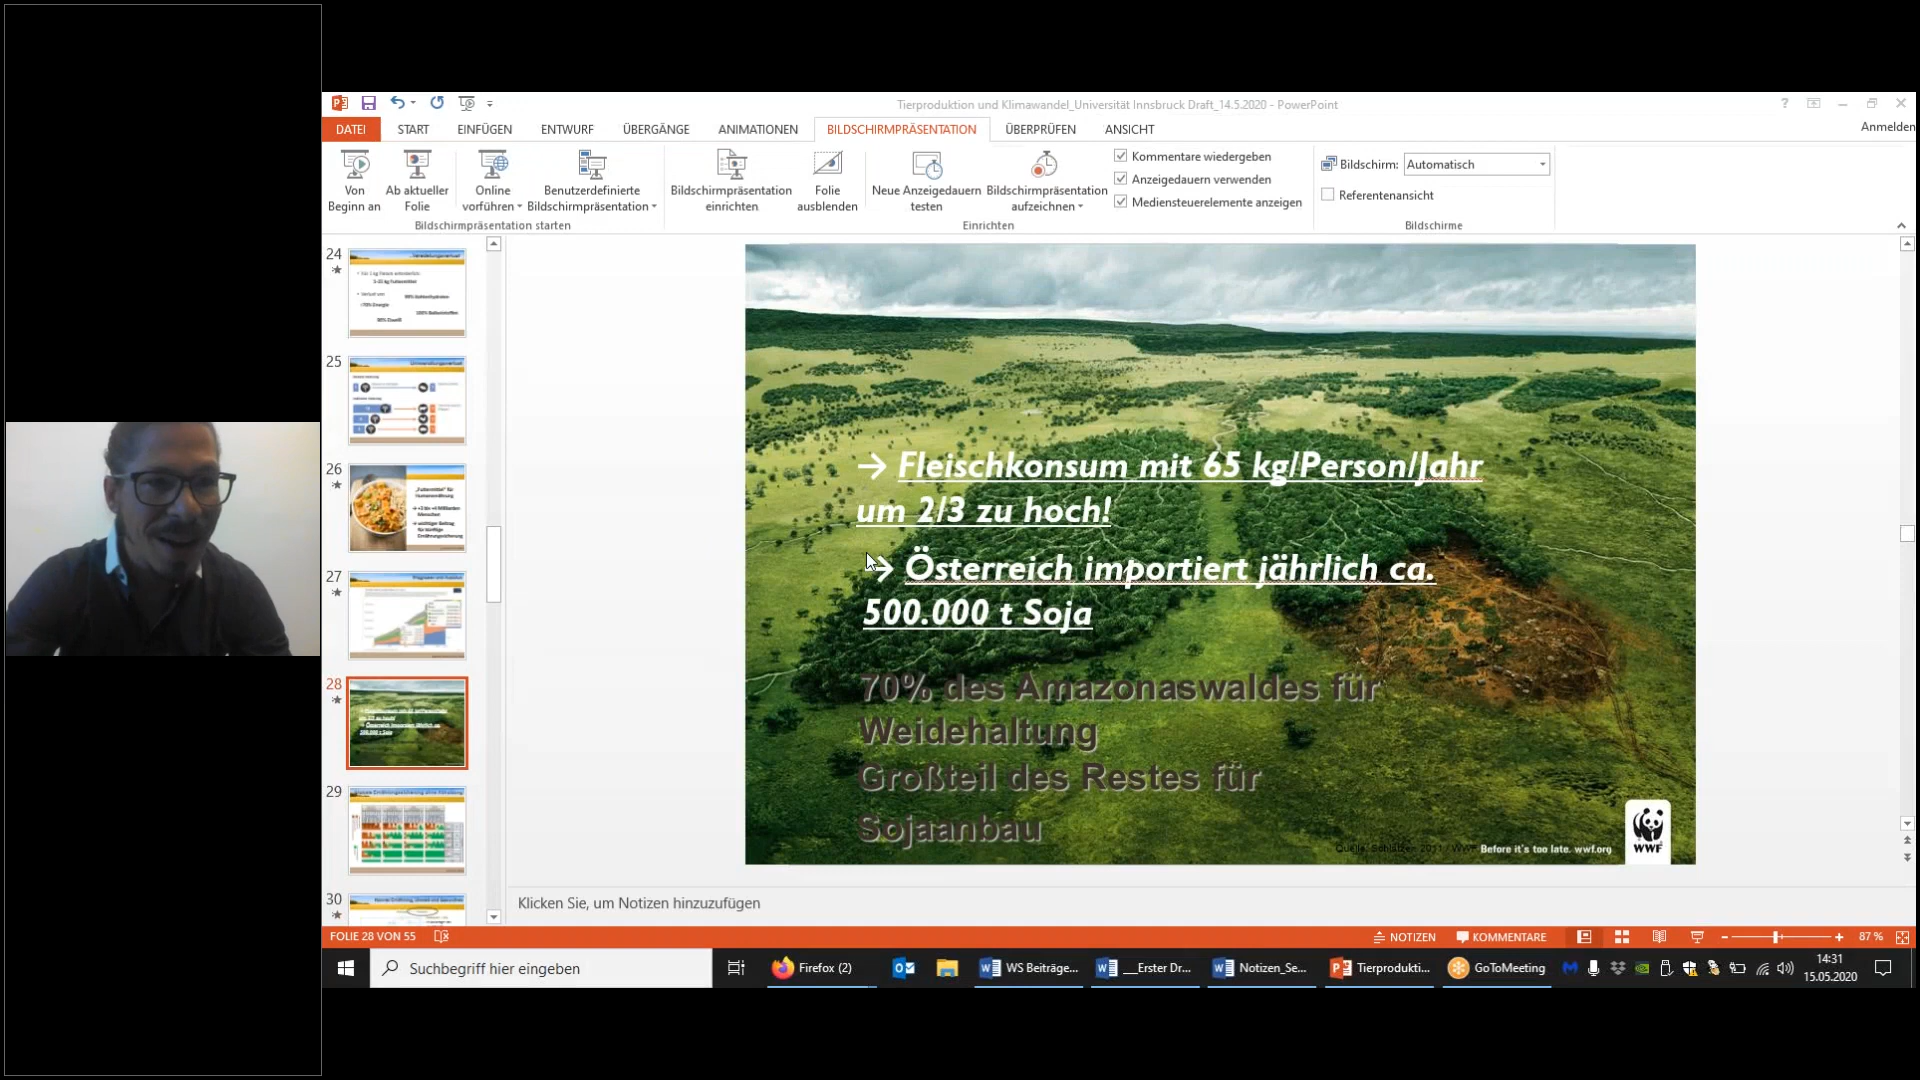 Tierproduktion und Klimawandel_Universität Innsbruck Draft_14.5.2020 - PowerPoint
DATEI START EINFÜGEN ENTWURF ÜBERGÄNGE ANIMATIONEN BILDSCHIRMPRÄSENTATION ÜBERPRÜFEN ANSICHT Anmelden
Von Beginn an
Ab aktueller Folie
Online vorführen
Benutzerdefinierte Bildschirmpräsentation
Bildschirmpräsentation einrichten
Folie ausblenden
Neue Anzeigedauern testen
Bildschirmpräsentation aufzeichnen
Kommentare wiedergeben
Anzeigedauern verwenden
Mediensteuerelemente anzeigen
Bildschirm: Automatisch
Referentenansicht
Bildschirmpräsentation starten
Einrichten
Bildschirme
24
25
26
„Futtermittel“ für
Humanernährung
27
28
29
30
→ Fleischkonsum mit 65 kg/Person/Jahr
um 2/3 zu hoch!
→ Österreich importiert jährlich ca.
500.000 t Soja
70% des Amazonaswaldes für
Weidehaltung
Großteil des Restes für
Sojaanbau
Before it's too late. wwf.org
WWF
Klicken Sie, um Notizen hinzuzufügen
FOLIE 28 VON 55 NOTIZEN KOMMENTARE 87 %
Suchbegriff hier eingeben
Firefox (2)
WS Beiträge...
__Erster Dr...
Notizen_Se...
Tierprodukti...
GoToMeeting
14:31
15.05.2020